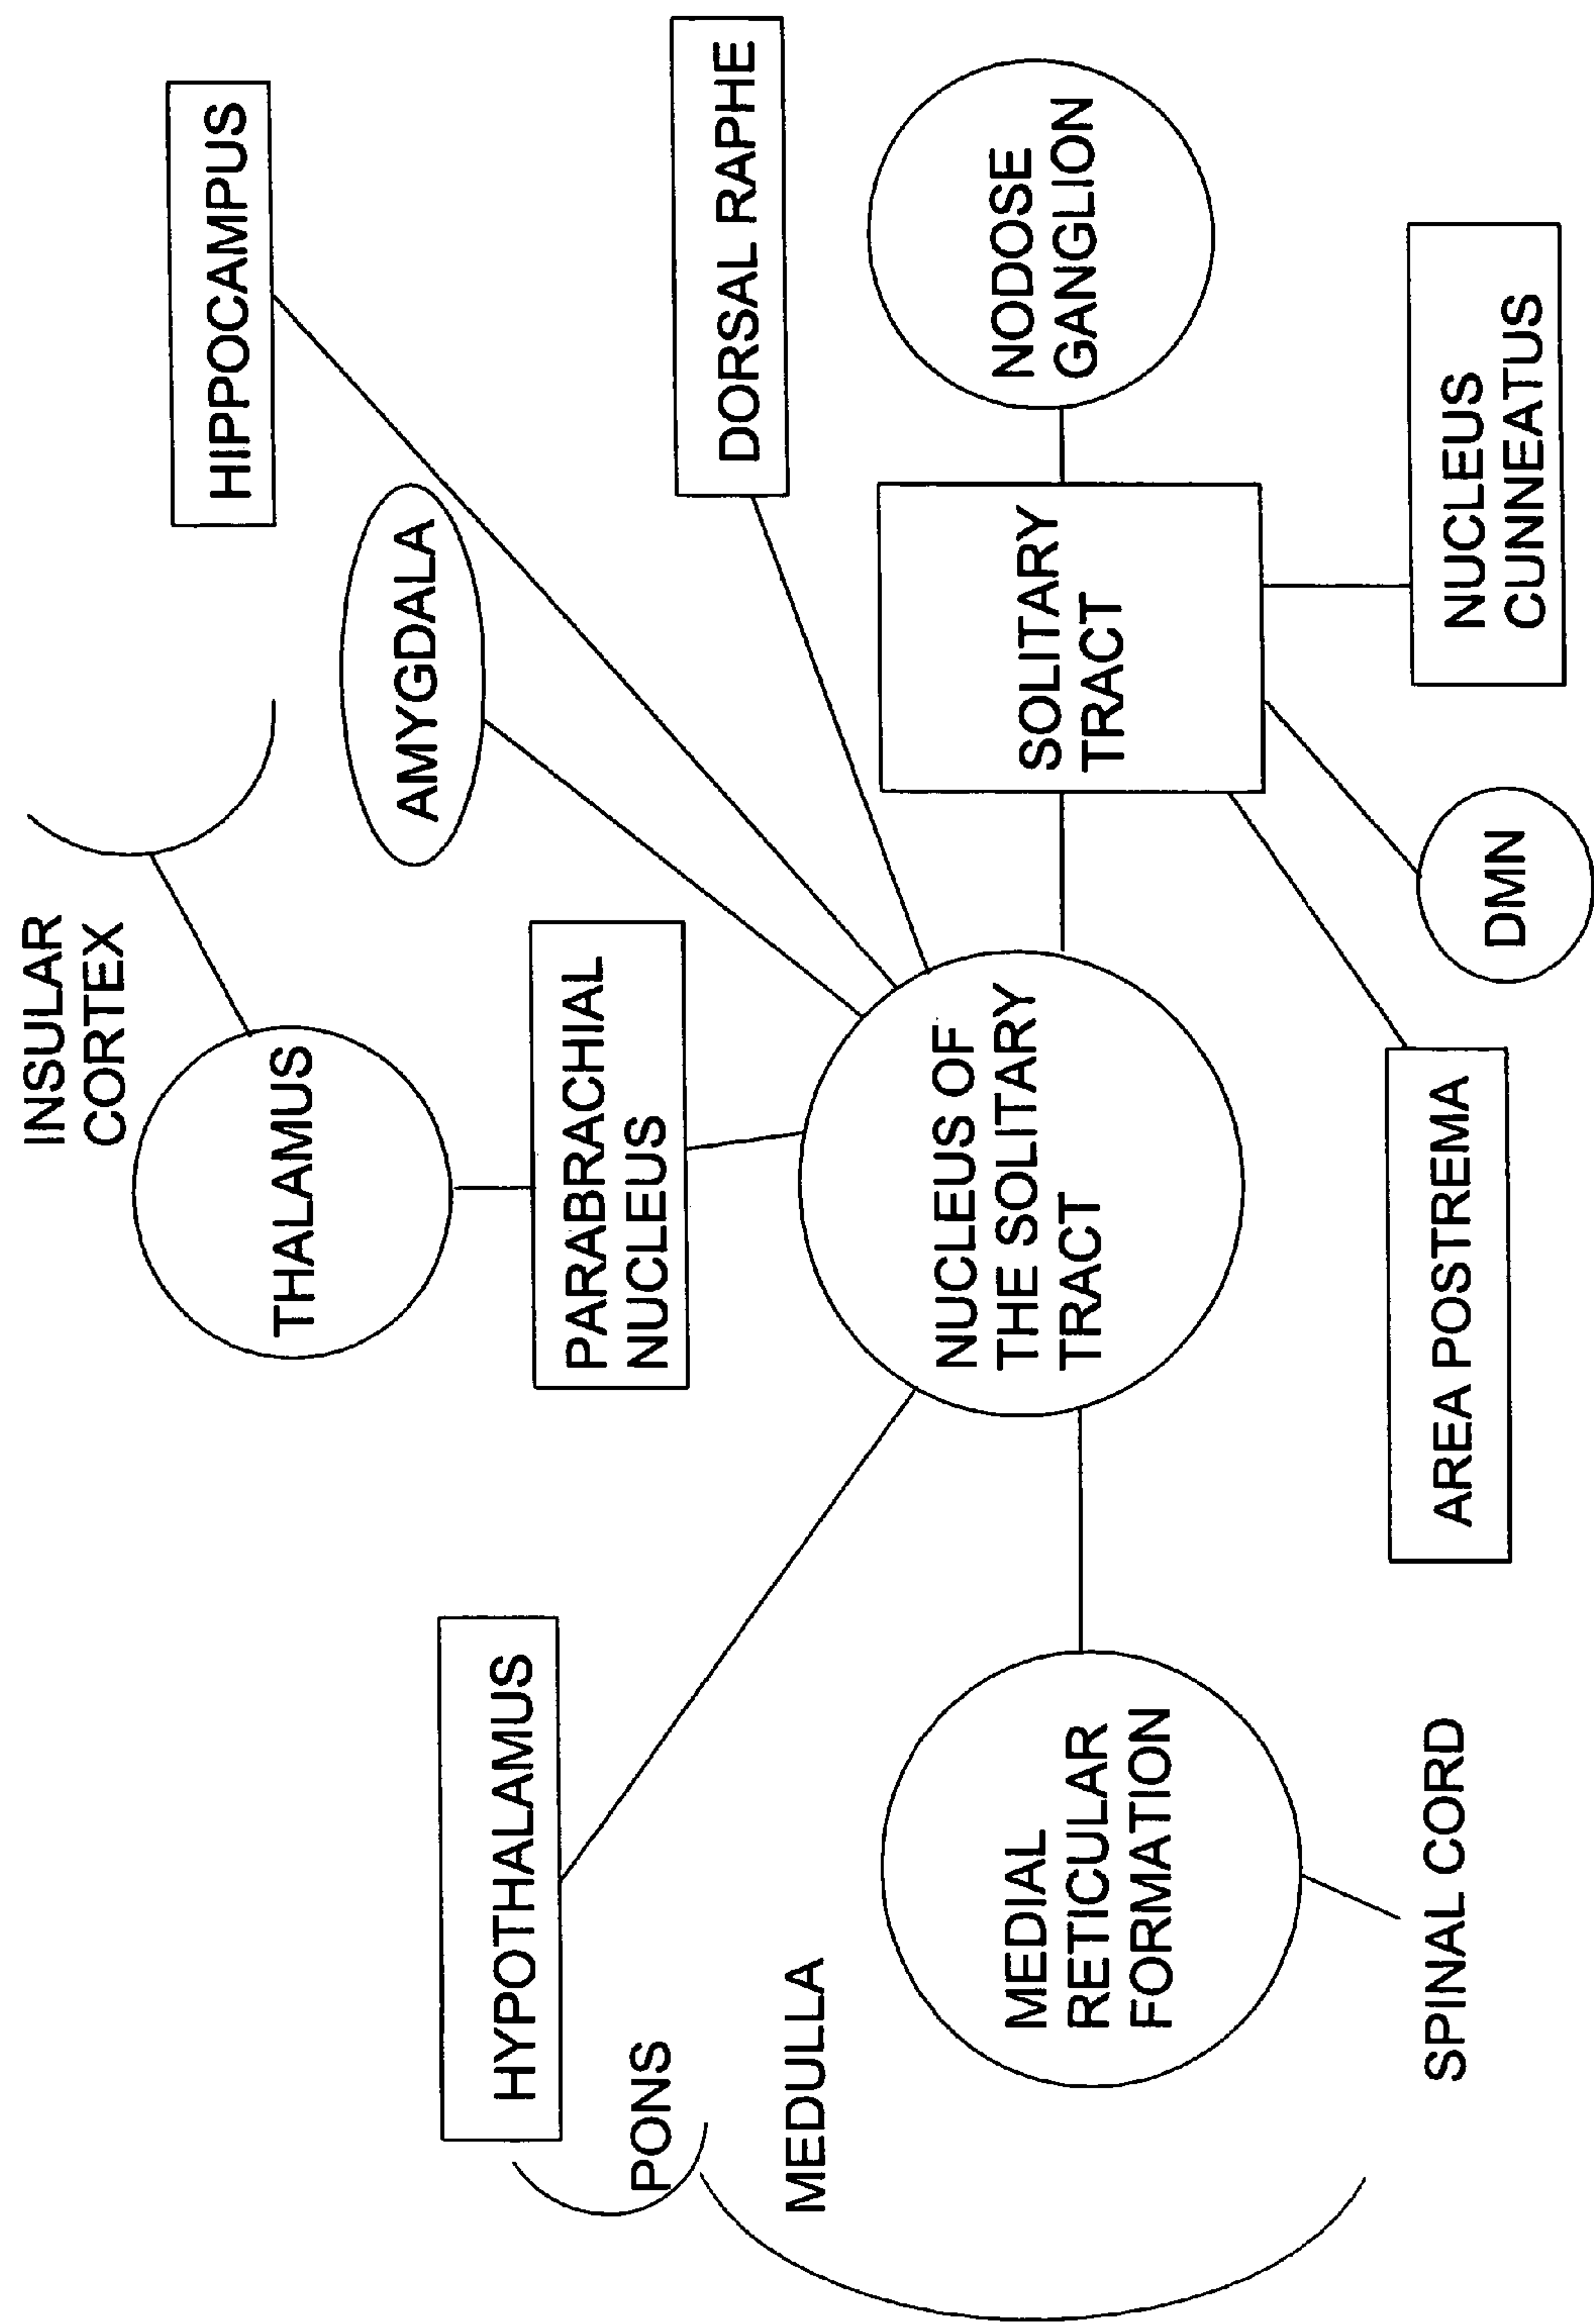 INSULAR
CORTEX
HIPPOCAMPUS
THALAMUS
AMYGDALA
HYPOTHALAMUS
PARABRACHIAL
NUCLEUS
DORSAL RAPHE
PONS
MEDULLA
NUCLEUS OF
THE SOLITARY
TRACT
SOLITARY
TRACT
NODOSE
GANGLION
MEDIAL
RETICULAR
FORMATION
SPINAL CORD
AREA POSTREMA
DMN
NUCLEUS
CUNNEATUS